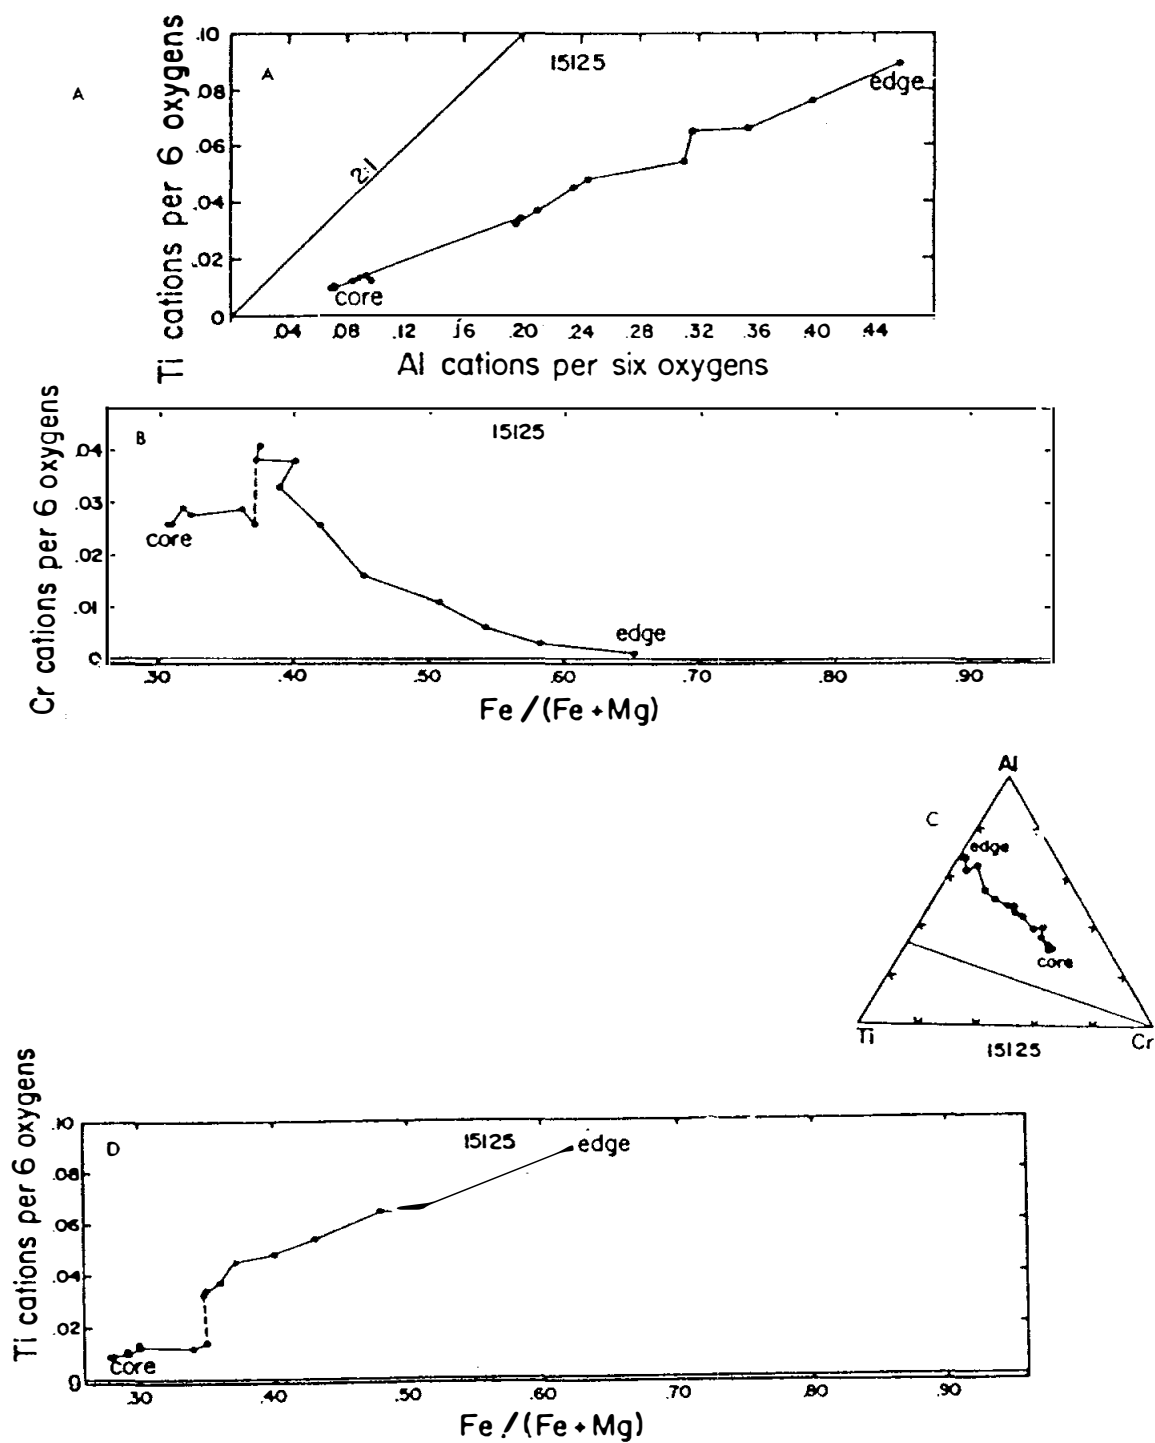 Ti cations per 6 oxygens
.10
.08
.06
.04
.02
0
A
A
15125
edge
2:1
core
.04 .08 .12 .16 .20 .24 .28 .32 .36 .40 .44
Al cations per six oxygens
Cr cations per 6 oxygens
.04
.03
.02
.01
0
B
15125
core
edge
.30 .40 .50 .60 .70 .80 .90
Fe/(Fe+Mg)
Al
C
edge
core
Ti
Cr
15125
Ti cations per 6 oxygens
.10
.08
.06
.04
.02
0
D
15125
edge
core
.30 .40 .50 .60 .70 .80 .90
Fe/(Fe+Mg)